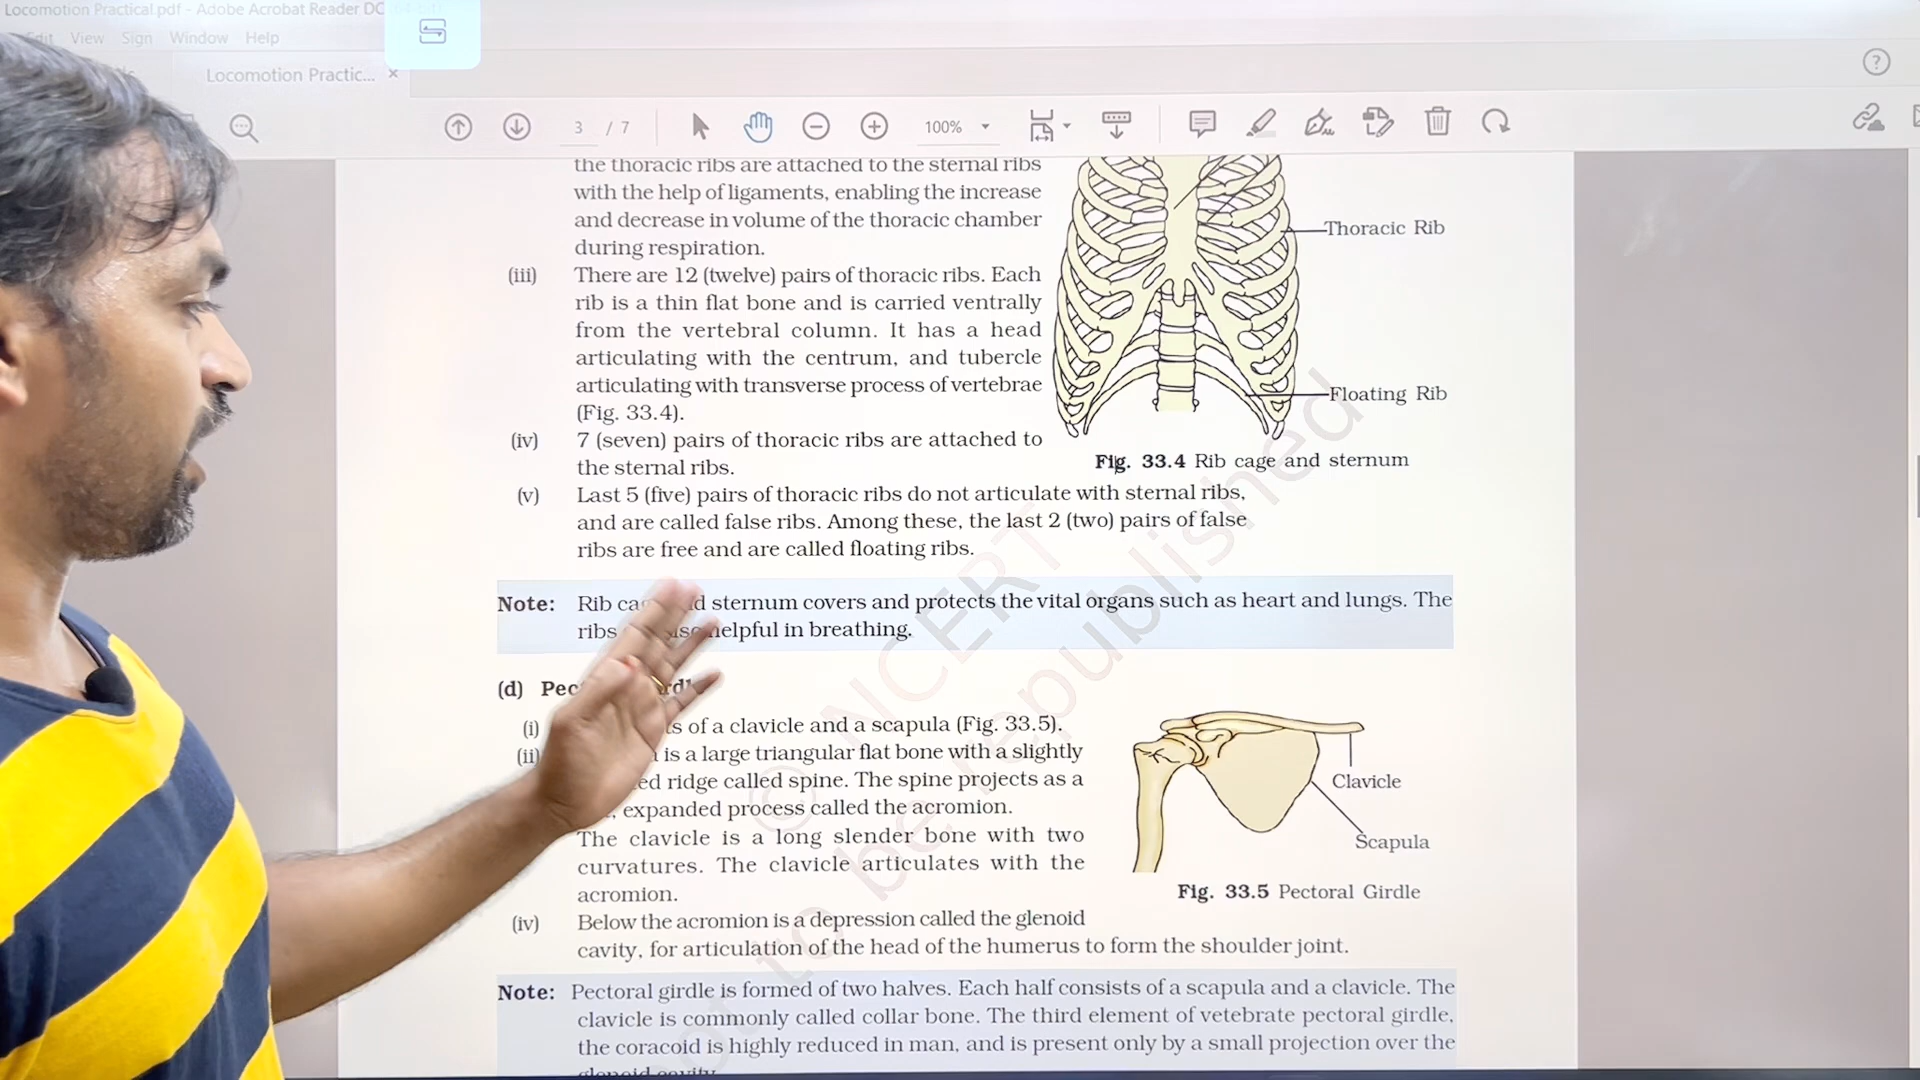 Locomotion Practical.pdf - Adobe Acrobat Reader DC
Edit View Sign Window Help
Locomotion Practic... ×
?
3 / 7
100%
the thoracic ribs are attached to the sternal ribs
with the help of ligaments, enabling the increase
and decrease in volume of the thoracic chamber
during respiration.
(iii) There are 12 (twelve) pairs of thoracic ribs. Each
rib is a thin flat bone and is carried ventrally
from the vertebral column. It has a head
articulating with the centrum, and tubercle
articulating with transverse process of vertebrae
(Fig. 33.4).
(iv) 7 (seven) pairs of thoracic ribs are attached to
the sternal ribs.
Thoracic Rib
Floating Rib
Fig. 33.4 Rib cage and sternum
(v) Last 5 (five) pairs of thoracic ribs do not articulate with sternal ribs,
and are called false ribs. Among these, the last 2 (two) pairs of false
ribs are free and are called floating ribs.
Note: Rib sternum covers and protects the vital organs such as heart and lungs. The
ribs helpful in breathing.
(d)
(i) of a clavicle and a scapula (Fig. 33.5).
(ii) is a large triangular flat bone with a slightly
ridge called spine. The spine projects as a
expanded process called the acromion.
The clavicle is a long slender bone with two
curvatures. The clavicle articulates with the
acromion.
Clavicle
Scapula
Fig. 33.5 Pectoral Girdle
(iv) Below the acromion is a depression called the glenoid
cavity, for articulation of the head of the humerus to form the shoulder joint.
Note: Pectoral girdle is formed of two halves. Each half consists of a scapula and a clavicle. The
clavicle is commonly called collar bone. The third element of vetebrate pectoral girdle,
the coracoid is highly reduced in man, and is present only by a small projection over the
glenoid cavity.
© NCERT
to be republished